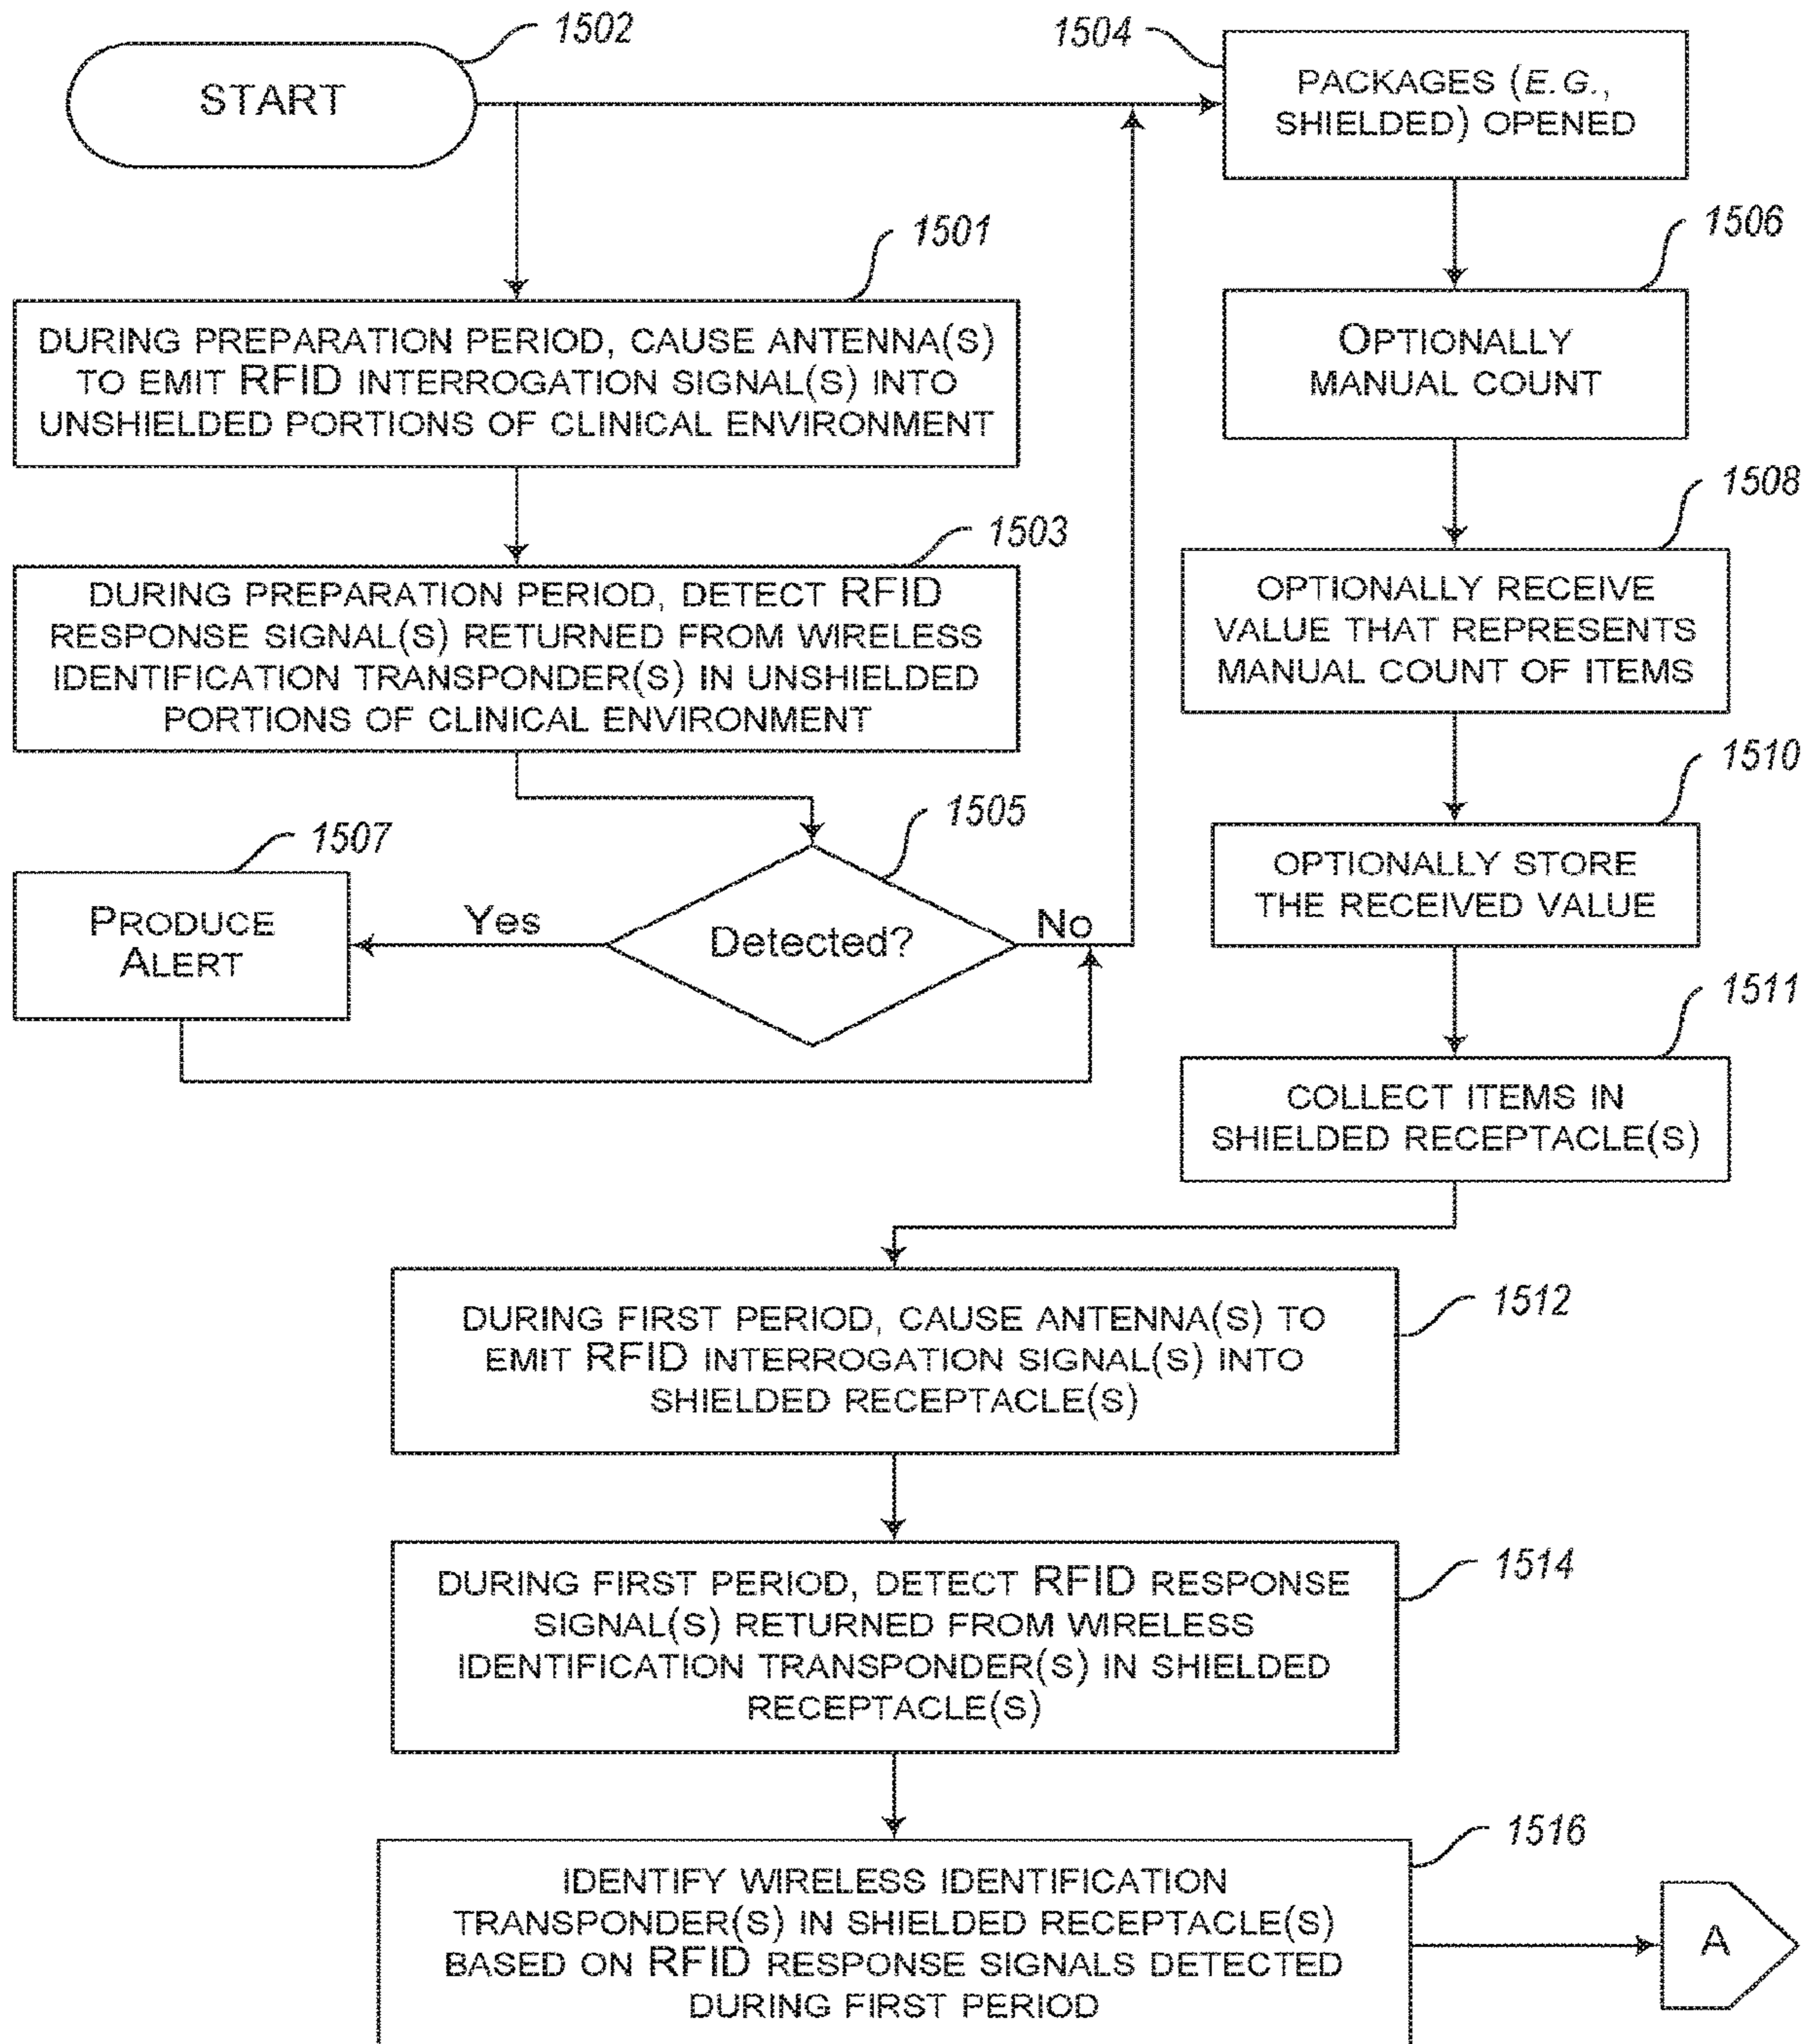 1502
START
1504
PACKAGES (E.G.,
SHIELDED) OPENED
1501
DURING PREPARATION PERIOD, CAUSE ANTENNA(S)
TO EMIT RFID INTERROGATION SIGNAL(S) INTO
UNSHIELDED PORTIONS OF CLINICAL ENVIRONMENT
1506
OPTIONALLY
MANUAL COUNT
1503
DURING PREPARATION PERIOD, DETECT RFID
RESPONSE SIGNAL(S) RETURNED FROM WIRELESS
IDENTIFICATION TRANSPONDER(S) IN UNSHIELDED
PORTIONS OF CLINICAL ENVIRONMENT
1508
OPTIONALLY RECEIVE
VALUE THAT REPRESENTS
MANUAL COUNT OF ITEMS
1505
Detected?
Yes
No
1507
PRODUCE
ALERT
1510
OPTIONALLY STORE
THE RECEIVED VALUE
1511
COLLECT ITEMS IN
SHIELDED RECEPTACLE(S)
1512
DURING FIRST PERIOD, CAUSE ANTENNA(S) TO
EMIT RFID INTERROGATION SIGNAL(S) INTO
SHIELDED RECEPTACLE(S)
1514
DURING FIRST PERIOD, DETECT RFID RESPONSE
SIGNAL(S) RETURNED FROM WIRELESS
IDENTIFICATION TRANSPONDER(S) IN SHIELDED
RECEPTACLE(S)
1516
IDENTIFY WIRELESS IDENTIFICATION
TRANSPONDER(S) IN SHIELDED RECEPTACLE(S)
BASED ON RFID RESPONSE SIGNALS DETECTED
DURING FIRST PERIOD
A